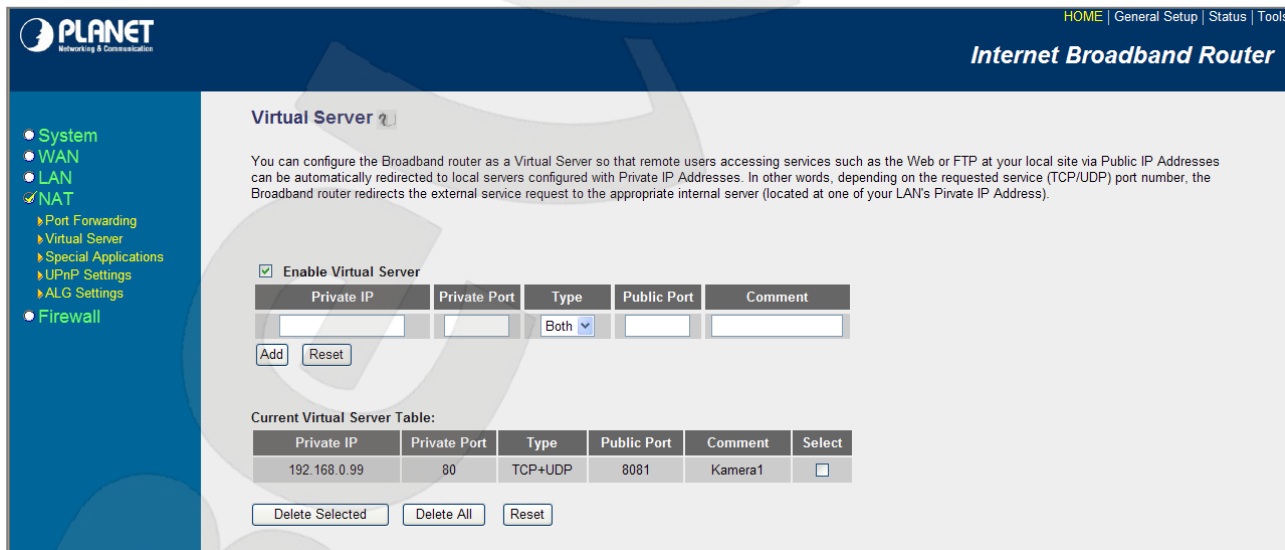 PLANET
Networking & Communication
HOME | General Setup | Status | Tools
Internet Broadband Router
System
WAN
LAN
NAT
Port Forwarding
Virtual Server
Special Applications
UPnP Settings
ALG Settings
Firewall
Virtual Server
You can configure the Broadband router as a Virtual Server so that remote users accessing services such as the Web or FTP at your local site via Public IP Addresses
can be automatically redirected to local servers configured with Private IP Addresses. In other words, depending on the requested service (TCP/UDP) port number, the
Broadband router redirects the external service request to the appropriate internal server (located at one of your LAN's Private IP Address).
Enable Virtual Server
Private IP Private Port Type Public Port Comment
Both
Add Reset
Current Virtual Server Table:
Private IP Private Port Type Public Port Comment Select
192.168.0.99 80 TCP+UDP 8081 Kamera1
Delete Selected Delete All Reset